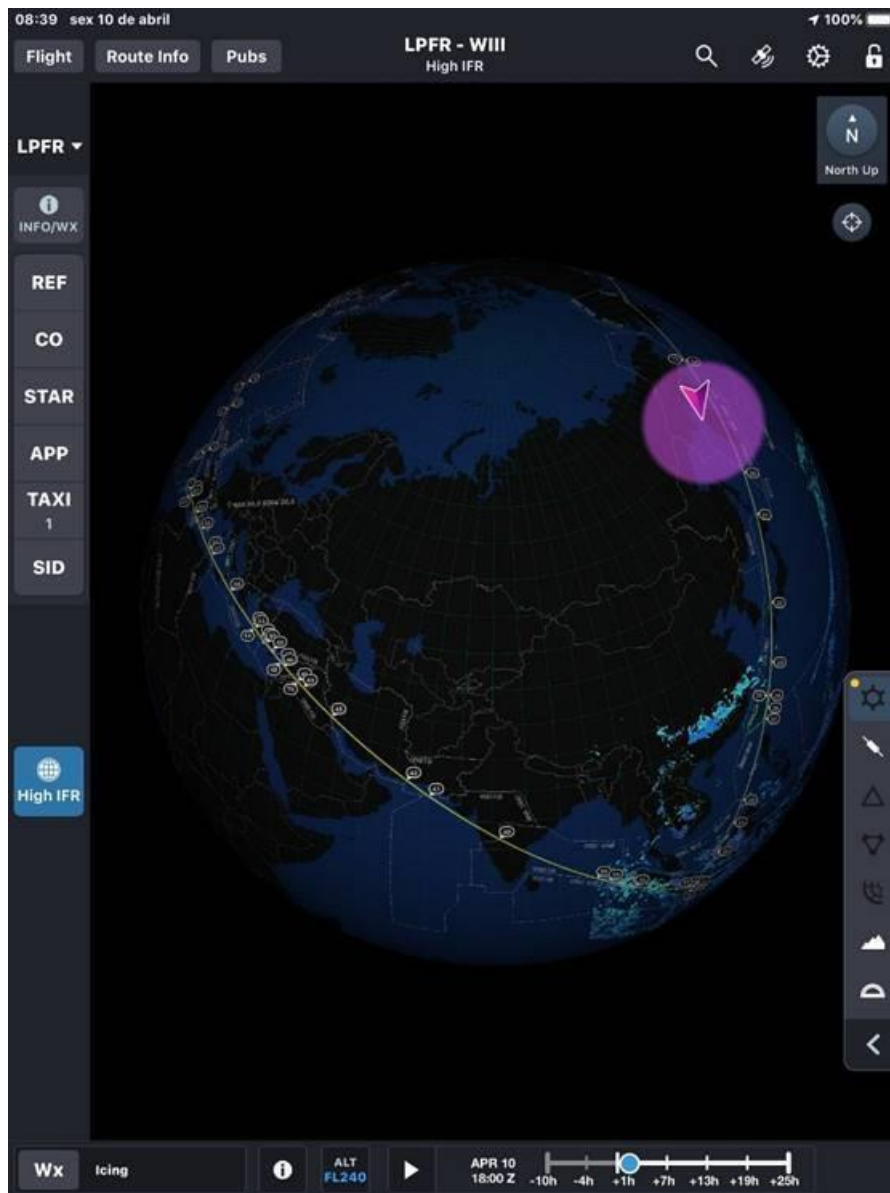 08:39 sex 10 de abril
100%
Flight
Route Info
Pubs
LPFR - WIII
High IFR
N
North Up
LPFR
INFO/WX
REF
CO
STAR
APP
TAXI
1
SID
High IFR
Wx
Icing
ALT
FL240
APR 10
18:00 Z
-10h -4h +1h +7h +13h +19h +25h